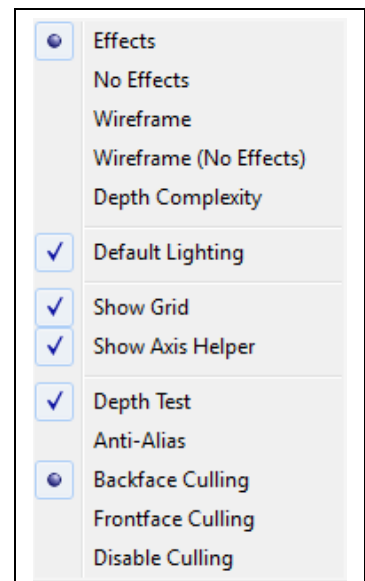 Effects
No Effects
Wireframe
Wireframe (No Effects)
Depth Complexity
Default Lighting
Show Grid
Show Axis Helper
Depth Test
Anti-Alias
Backface Culling
Frontface Culling
Disable Culling